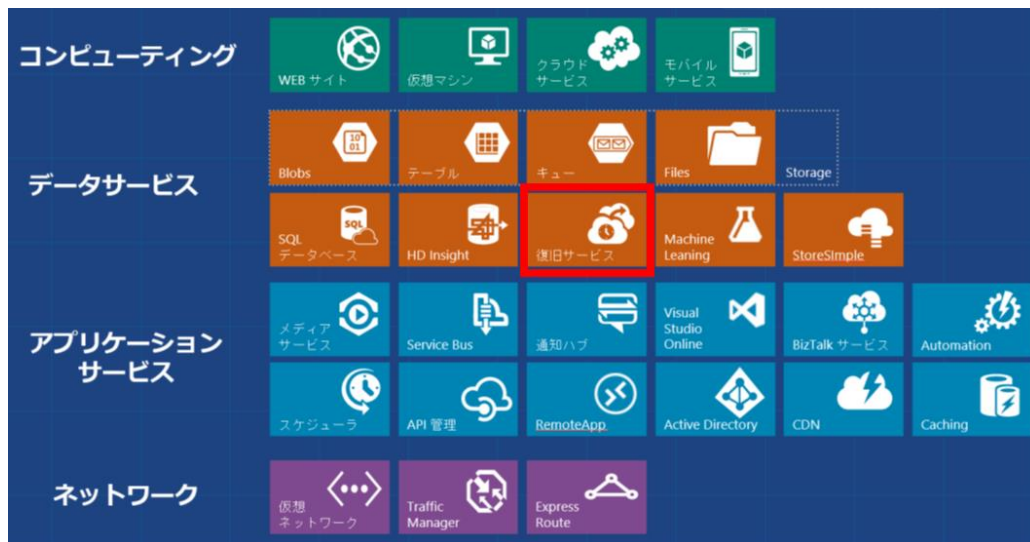 コンピューティング
WEB サイト
仮想マシン
クラウド
サービス
モバイル
サービス
データサービス
10
01
Blobs
テーブル
キュー
Files
Storage
SQL
SQL
データベース
HD Insight
復旧サービス
Machine
Leaning
StoreSImple
アプリケーション
サービス
メディア
サービス
Service Bus
通知ハブ
Visual
Studio
Online
BizTalk サービス
Automation
スケジューラ
API 管理
RemoteApp
Active Directory
CDN
Caching
ネットワーク
仮想
ネットワーク
Traffic
Manager
Express
Route